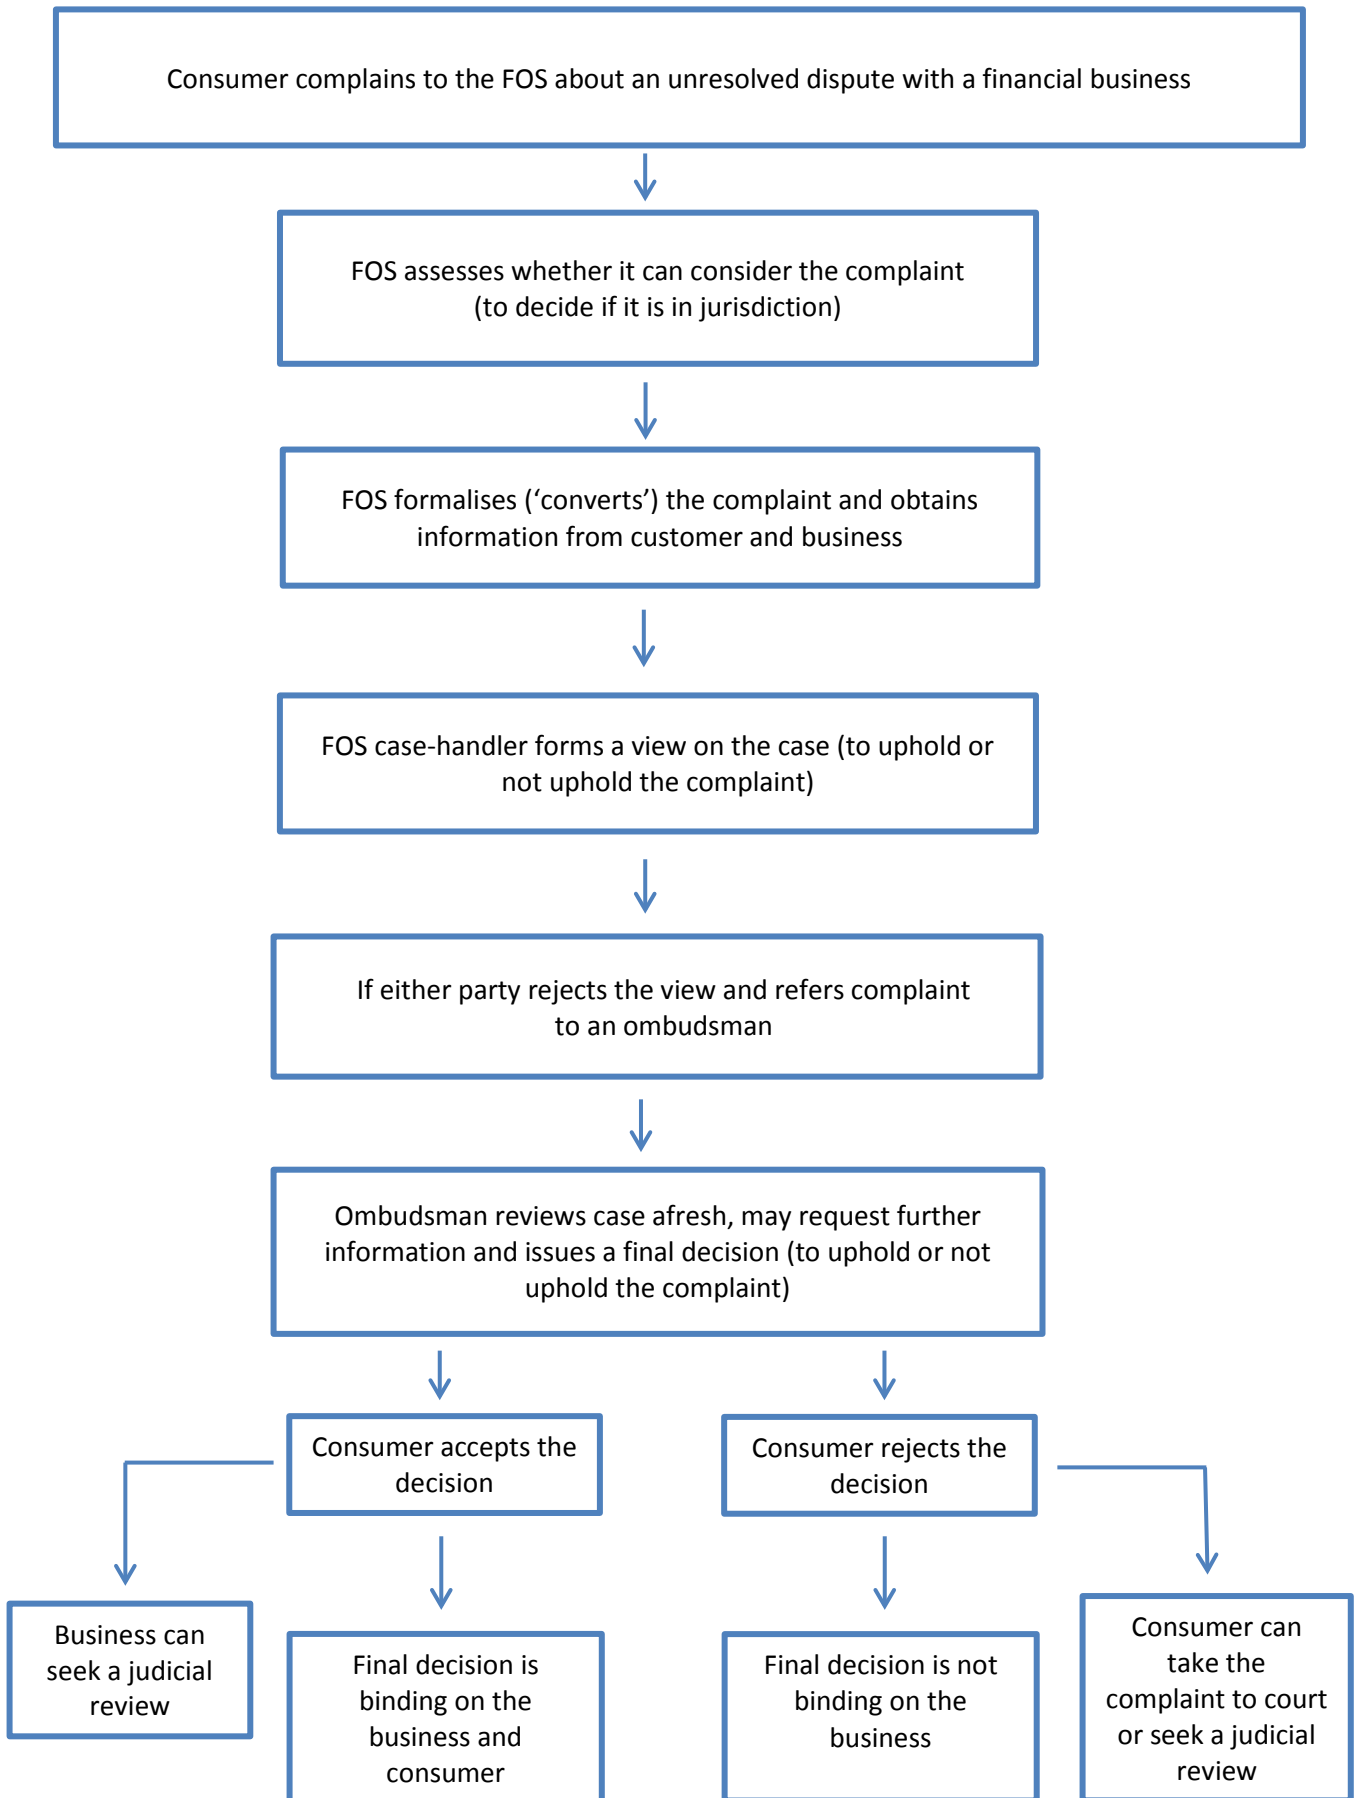 Consumer complains to the FOS about an unresolved dispute with a financial business
FOS assesses whether it can consider the complaint
(to decide if it is in jurisdiction)
FOS formalises (‘converts’) the complaint and obtains
information from customer and business
FOS case-handler forms a view on the case (to uphold or
not uphold the complaint)
If either party rejects the view and refers complaint
to an ombudsman
Ombudsman reviews case afresh, may request further
information and issues a final decision (to uphold or not
uphold the complaint)
Consumer accepts the
decision
Consumer rejects the
decision
Business can
seek a judicial
review
Final decision is
binding on the
business and
consumer
Final decision is not
binding on the
business
Consumer can
take the
complaint to court
or seek a judicial
review